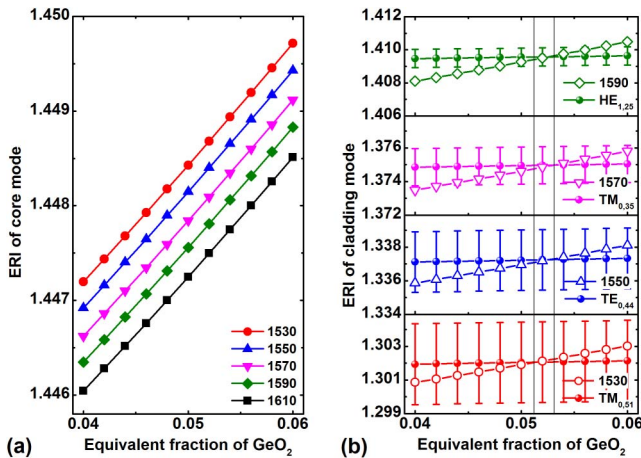 1.450
1.449
1.448
1.447
1.446
ERI of core mode
1530
1550
1570
1590
1610
0.04 0.05 0.06
Equivalent fraction of GeO2
(a)
1.412
1.410
1.408
1.406
1590
HE1,25
1.376
1.374
1.372
1570
TM0,35
1.338
1.336
1.334
1550
TE0,44
1.303
1.301
1.299
1530
TM0,51
ERI of cladding mode
0.04 0.05 0.06
Equivalent fraction of GeO2
(b)